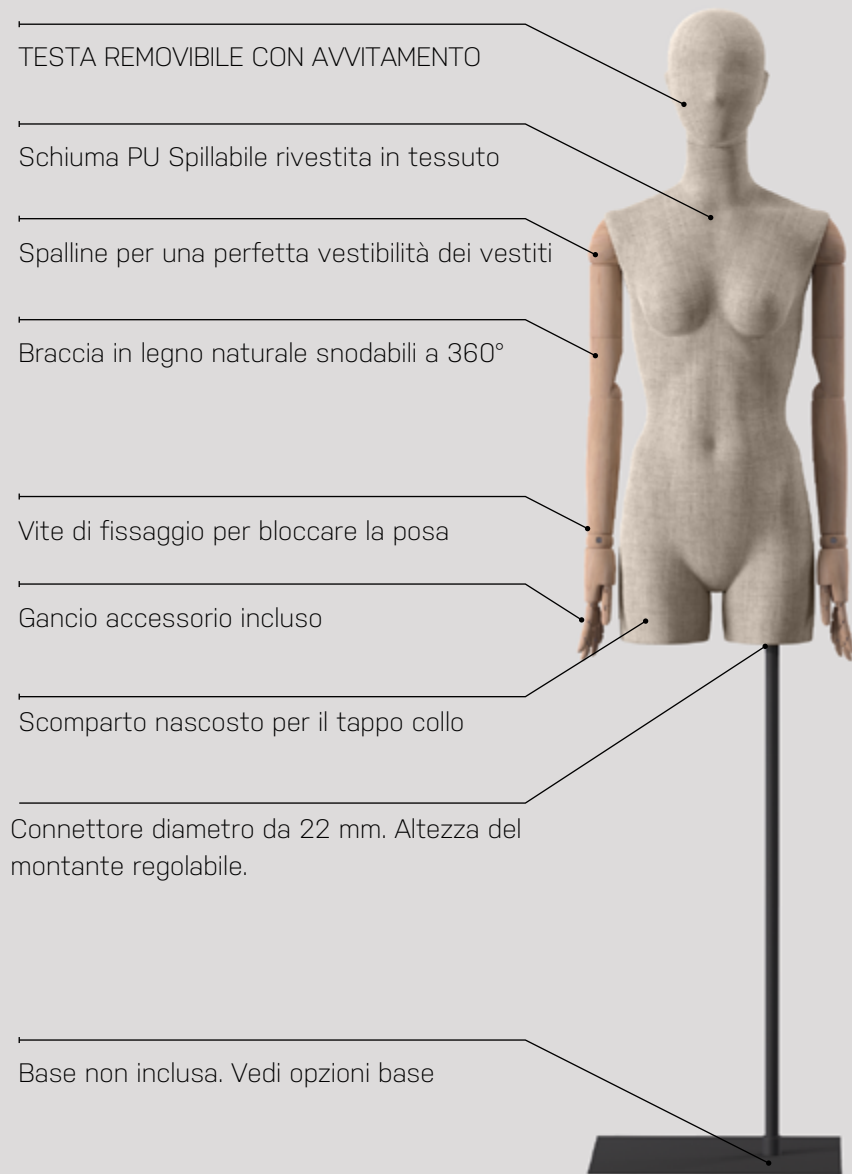 TESTA REMOVIBILE CON AVVITAMENTO
Schiuma PU Spillabile rivestita in tessuto
Spalline per una perfetta vestibilità dei vestiti
Braccia in legno naturale snodabili a 360°
Vite di fissaggio per bloccare la posa
Gancio accessorio incluso
Scomparto nascosto per il tappo collo
Connettore diametro da 22 mm. Altezza del
montante regolabile.
Base non inclusa. Vedi opzioni base